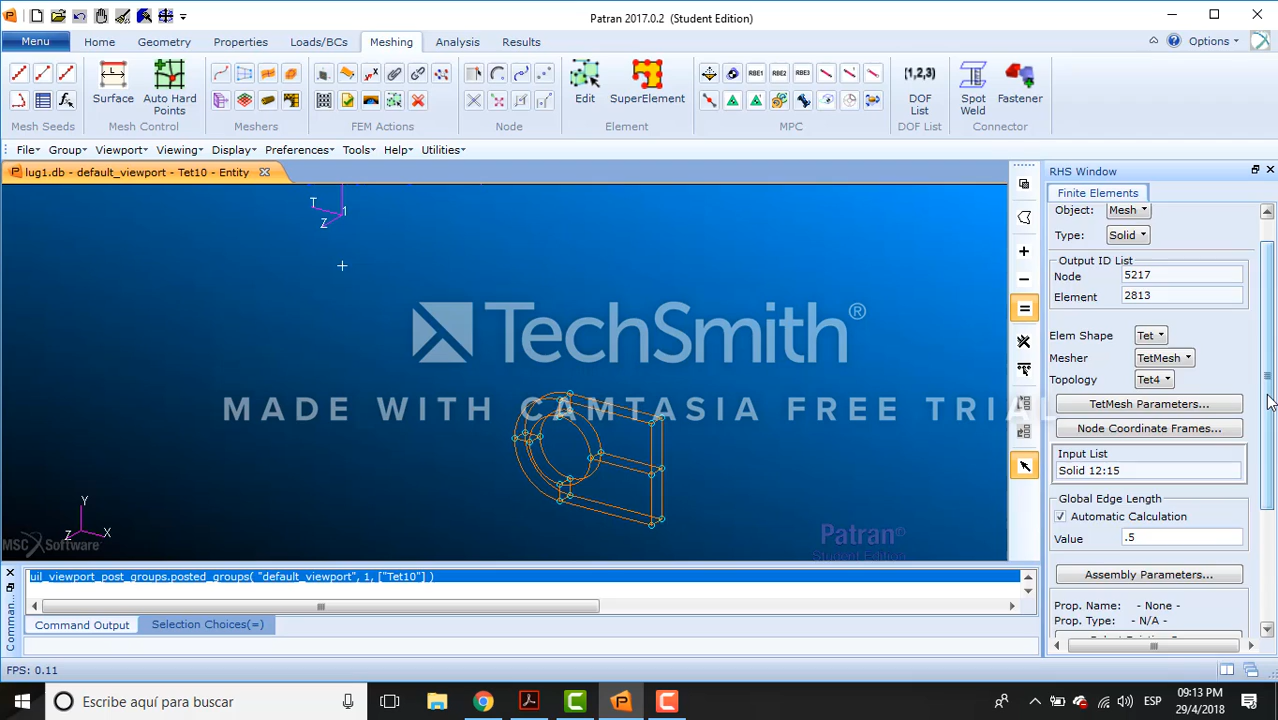 Patran 2017.0.2 (Student Edition)
Menu Home Geometry Properties Loads/BCs Meshing Analysis Results Options
RBE1 RBE2 RBE3 [1,2,3]
Surface Auto Hard Points Edit SuperElement DOF List Spot Weld Fastener
Mesh Seeds Mesh Control Meshers FEM Actions Node Element MPC DOF List Connector
File Group Viewport Viewing Display Preferences Tools Help Utilities
lug1.db - default_viewport - Tet10 - Entity
RHS Window
Finite Elements
Object: Mesh
Type: Solid
Output ID List
Node 5217
Element 2813
Elem Shape Tet
Mesher TetMesh
Topology Tet4
TetMesh Parameters...
Node Coordinate Frames...
Input List
Solid 12:15
Global Edge Length
Automatic Calculation
Value .5
Assembly Parameters...
Prop. Name: - None -
Prop. Type: - N/A -
T
1
Z
TechSmith®
MADE WITH CAMTASIA FREE TRIAL
Y
Z X
MSC Software
Patran®
Student Edition
uil_viewport_post_groups.posted_groups( "default_viewport", 1, ["Tet10"] )
Comman...
Command Output Selection Choices(=)
FPS: 0.11
Escribe aquí para buscar
ESP
09:13 PM
29/4/2018